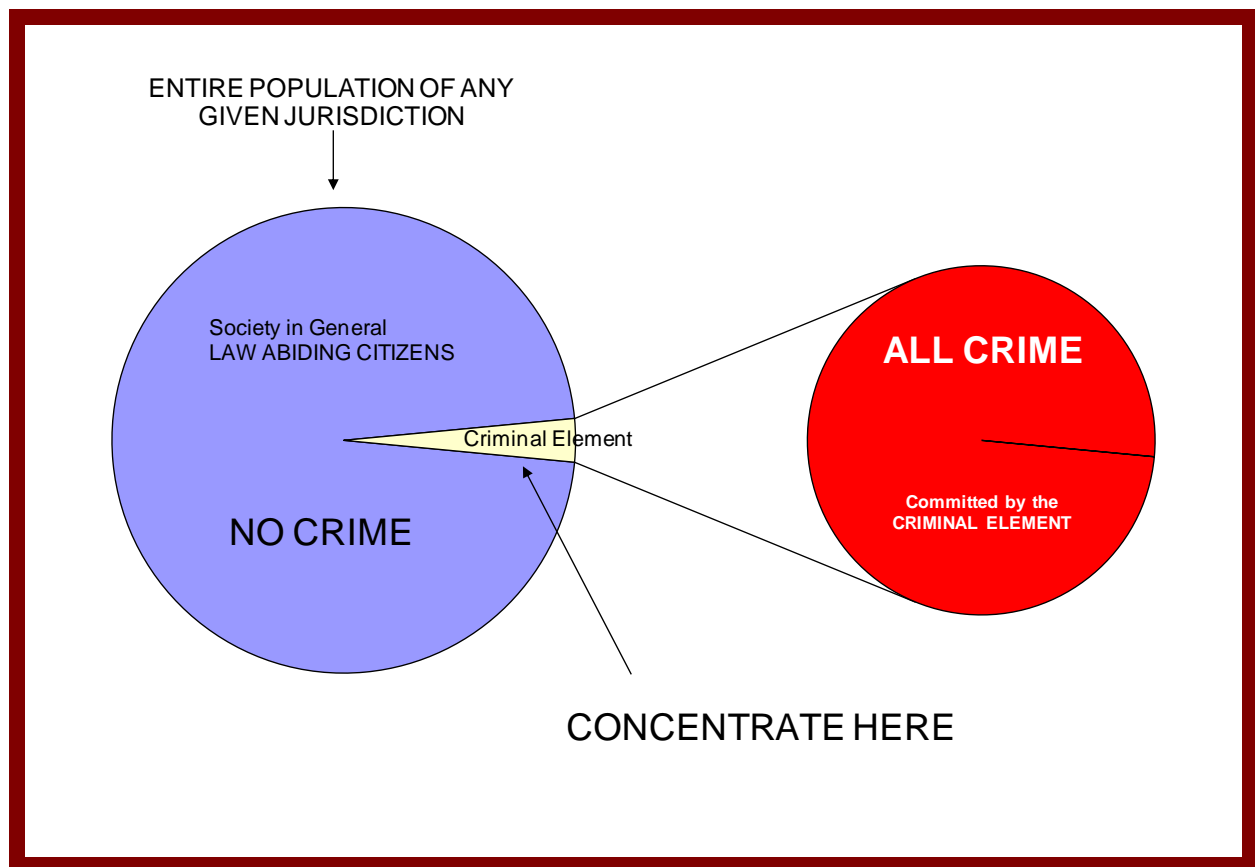 ENTIRE POPULATION OF ANY
GIVEN JURISDICTION
Society in General
LAW ABIDING CITIZENS
Criminal Element
NO CRIME
ALL CRIME
Committed by the
CRIMINAL ELEMENT
CONCENTRATE HERE